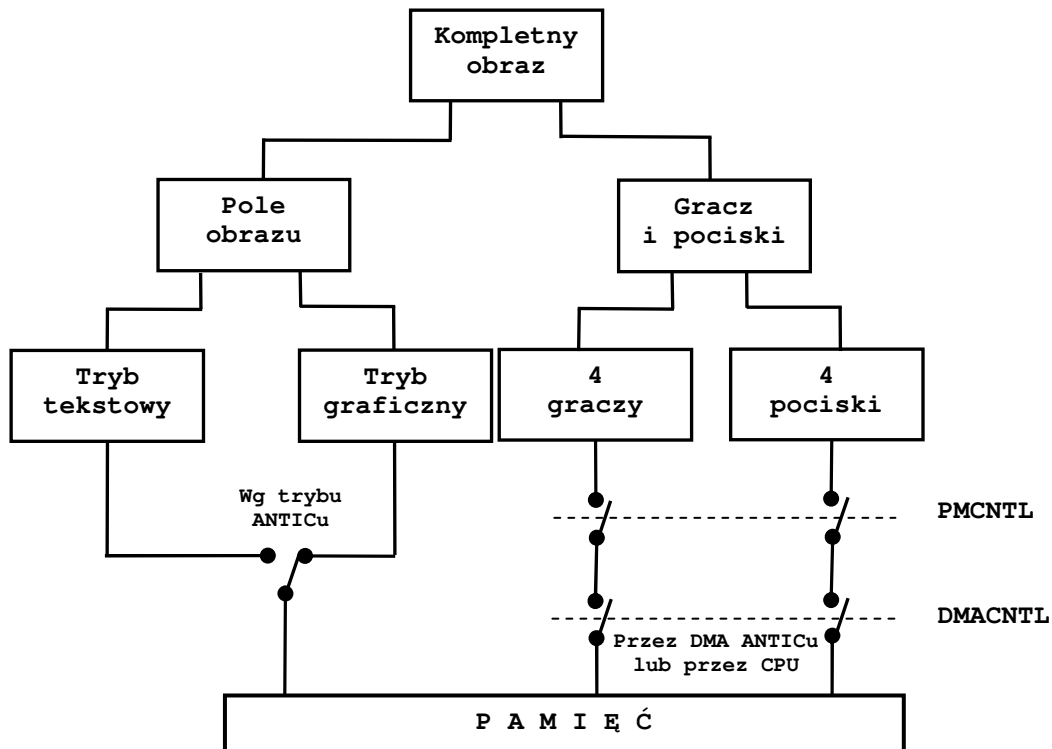 Kompletny
obraz
Pole
obrazu
Gracz
i pociski
Tryb
tekstowy
Tryb
graficzny
4
graczy
4
pociski
Wg trybu
ANTICu
PMCNTL
DMACNTL
Przez DMA ANTICu
lub przez CPU
P A M I Ę Ć